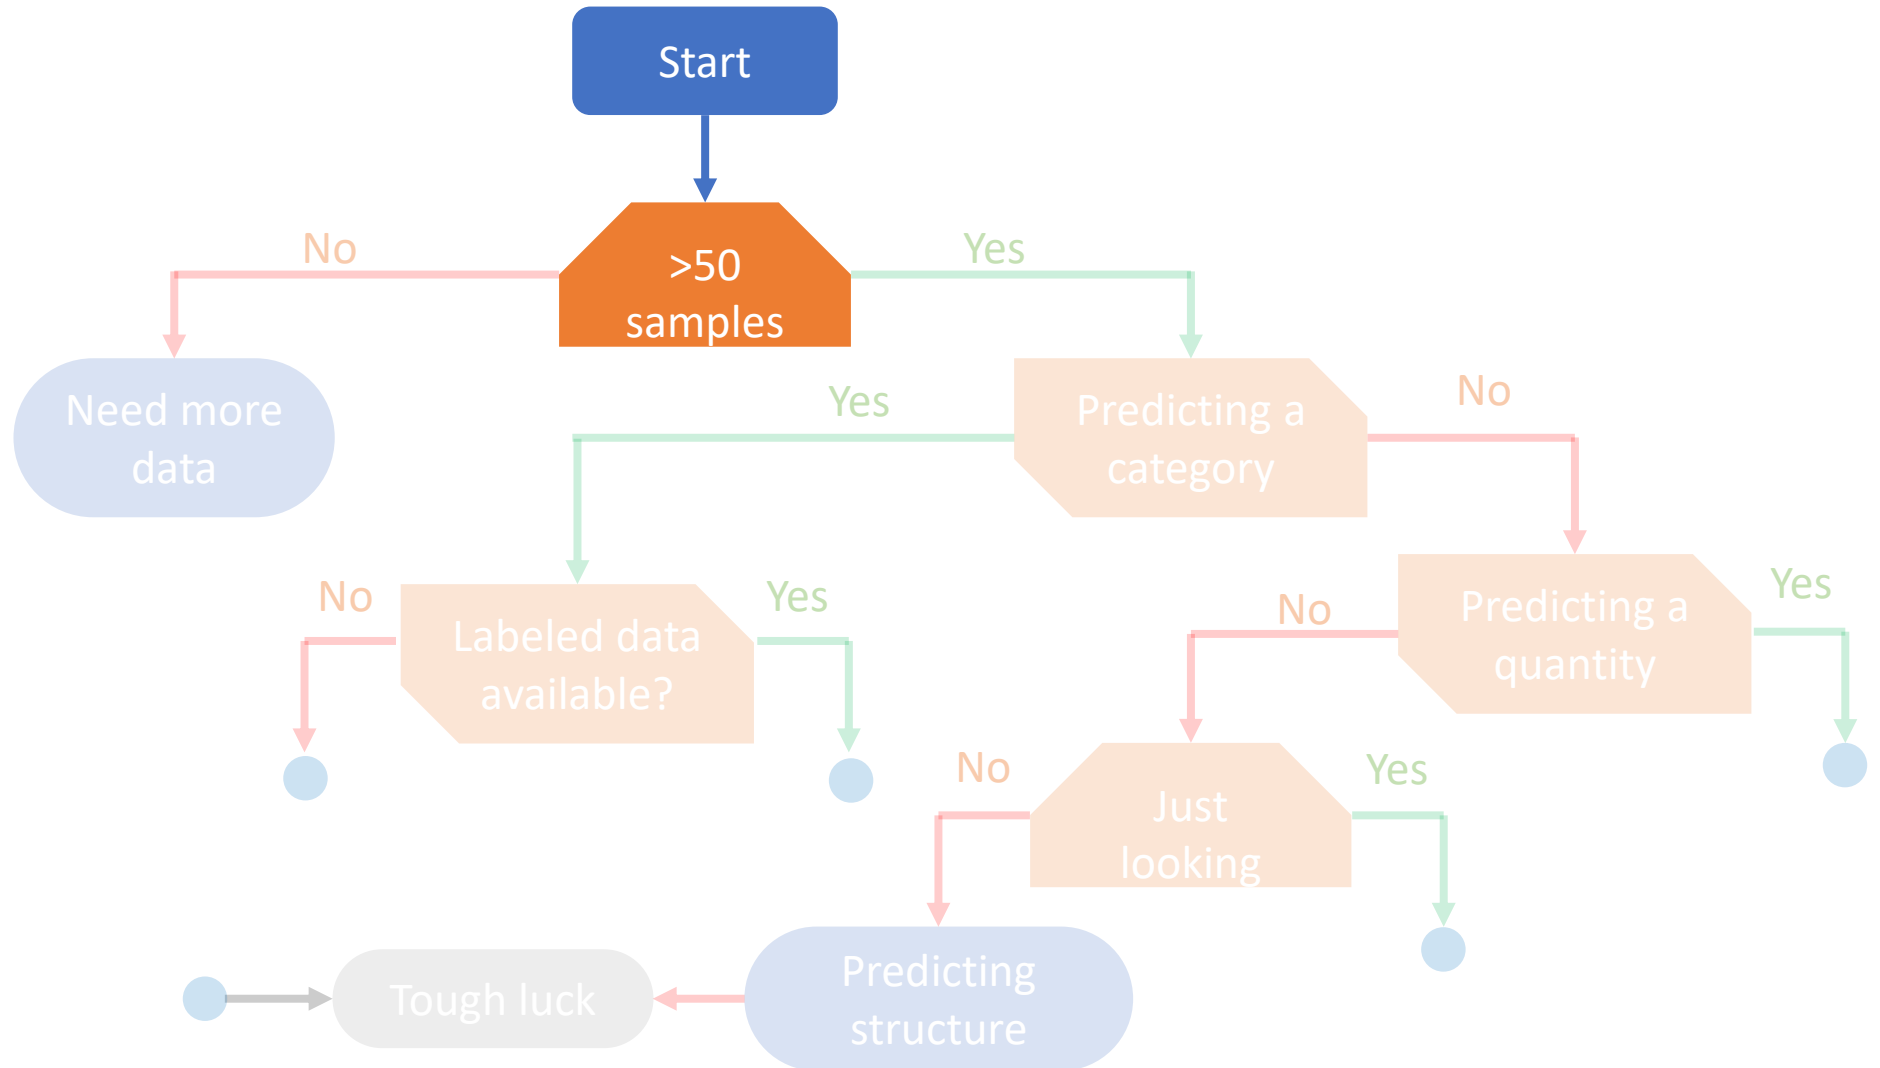 Start
No
>50
samples
Yes
Need more
data
Yes
Predicting a
category
No
No
Labeled data
available?
Yes
No
Predicting a
quantity
Yes
No
Just
looking
Yes
Tough luck
Predicting
structure